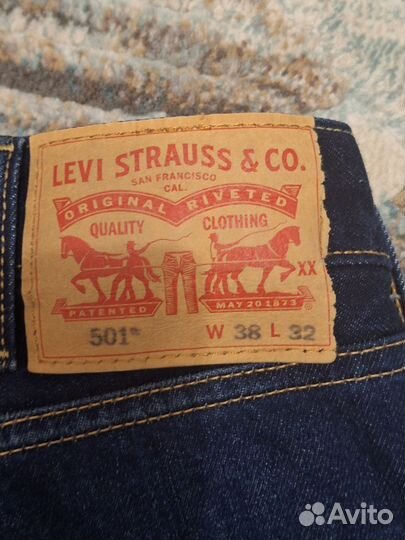 LEVI STRAUSS & CO.
SAN FRANCISCO
CAL.
ORIGINAL RIVETED
QUALITY CLOTHING
XX
PATENTED MAY 20 1873
501® W 38 L 32
Avito